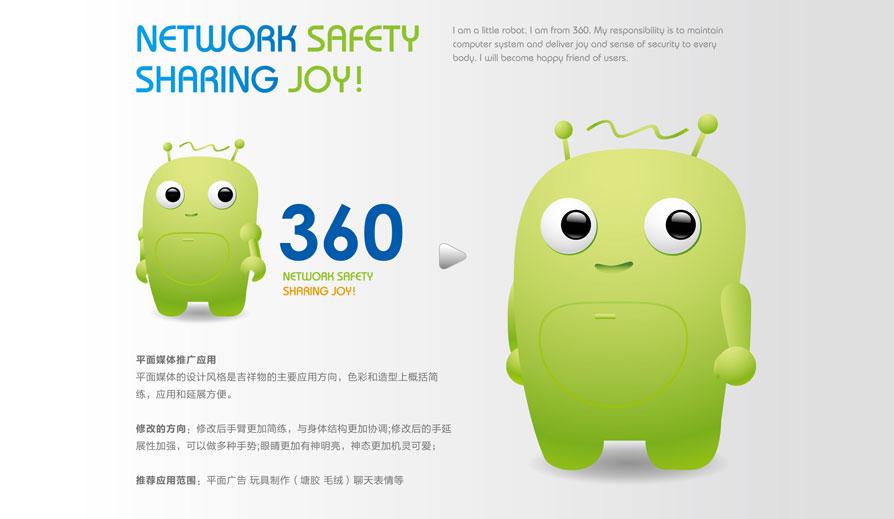 NETWORK SAFETY
SHARING JOY!
I am a little robot. I am from 360. My responsibility is to maintain
computer system and deliver joy and sense of security to every
body. I will become happy friend of users.
360
NETWORK SAFETY
SHARING JOY!
平面媒体推广应用
平面媒体的设计风格是吉祥物的主要应用方向，色彩和造型上概括简
练，应用和延展方便。
修改的方向：修改后手臂更加简练，与身体结构更加协调;修改后的手延
展性加强，可以做多种手势;眼睛更加有神明亮，神态更加机灵可爱；
推荐应用范围：平面广告 玩具制作（塘胶 毛绒）聊天表情等